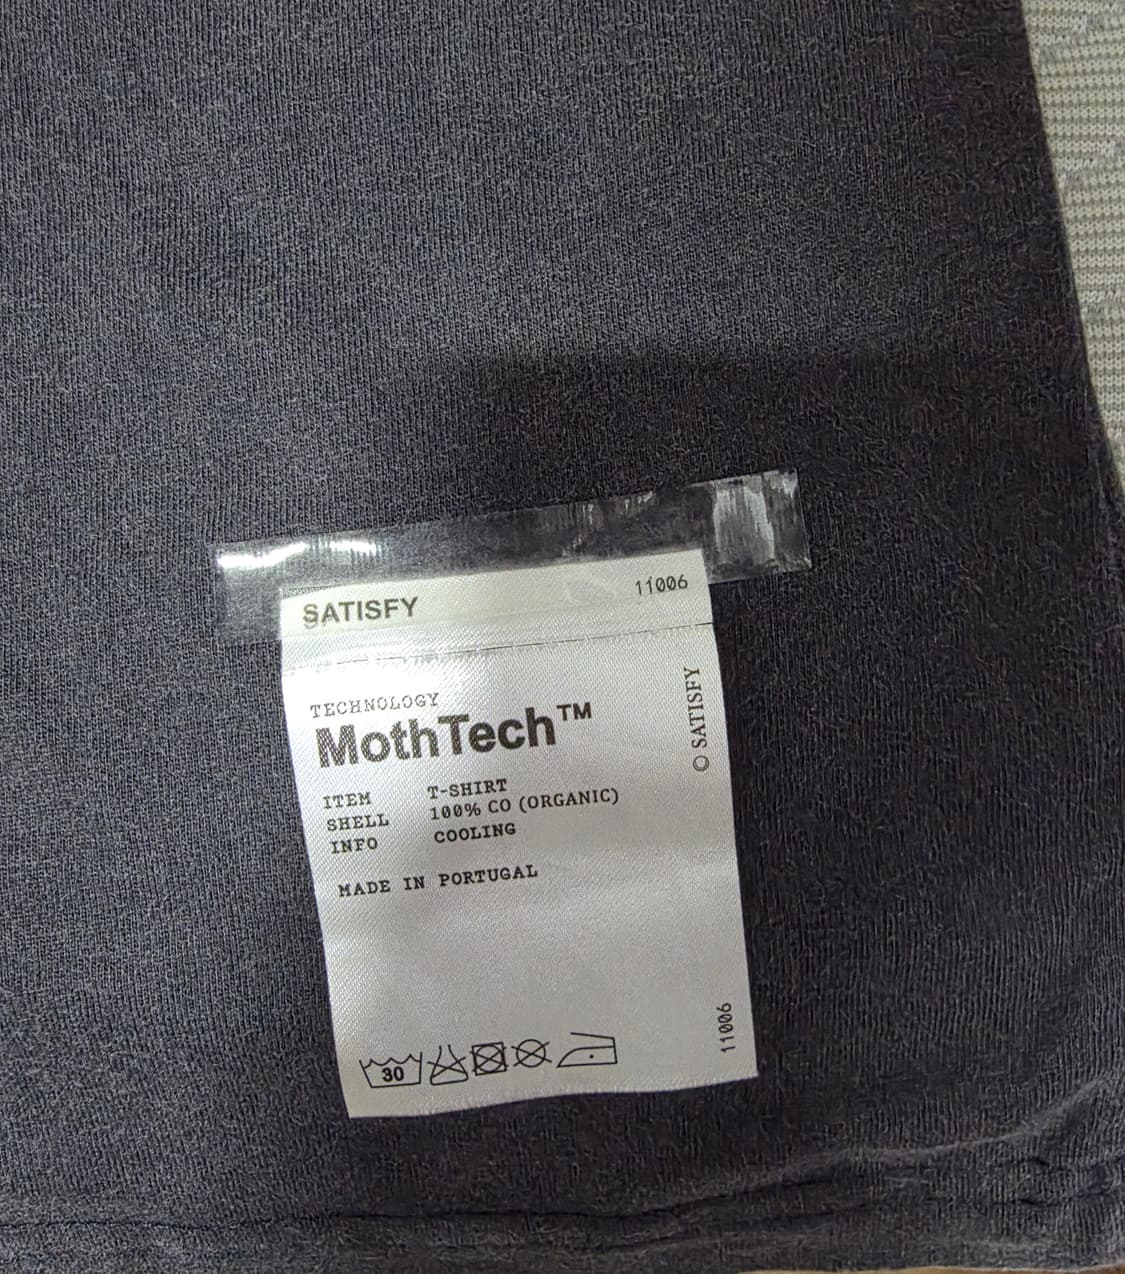 SATISFY 11006
TECHNOLOGY
MothTech™
ITEM T-SHIRT
SHELL 100% CO (ORGANIC)
INFO COOLING
MADE IN PORTUGAL
© SATISFY
11006
30